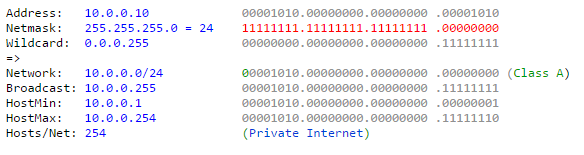 Address:   10.0.0.10            00001010.00000000.00000000 .00001010
Netmask:   255.255.255.0 = 24   11111111.11111111.11111111 .00000000
Wildcard:  0.0.0.255            00000000.00000000.00000000 .11111111
=>
Network:   10.0.0.0/24          00001010.00000000.00000000 .00000000 (Class A)
Broadcast: 10.0.0.255           00001010.00000000.00000000 .11111111
HostMin:   10.0.0.1             00001010.00000000.00000000 .00000001
HostMax:   10.0.0.254           00001010.00000000.00000000 .11111110
Hosts/Net: 254                  (Private Internet)